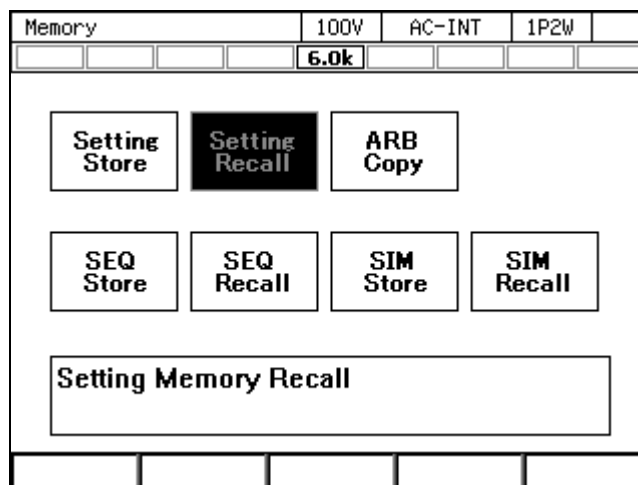 Memory 100V AC-INT 1P2W
6.0k
Setting Store
Setting Recall
ARB Copy
SEQ Store
SEQ Recall
SIM Store
SIM Recall
Setting Memory Recall